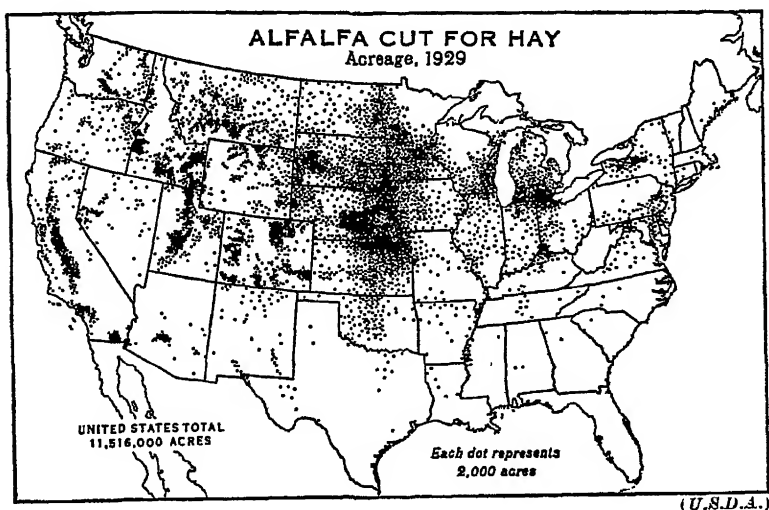 ALFALFA CUT FOR HAY
Acreage, 1929
UNITED STATES TOTAL
11,516,000 ACRES
Each dot represents
2,000 acres
(U.S.D.A.)